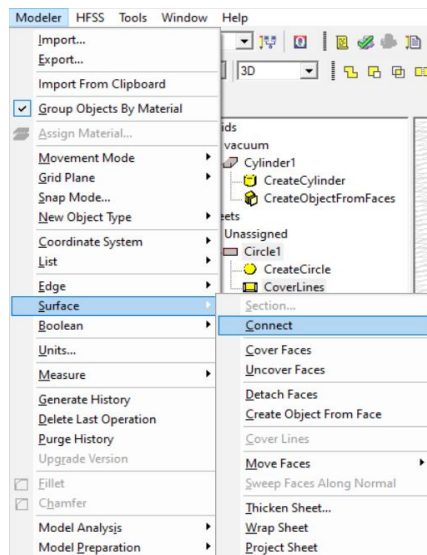 Modeler HFSS Tools Window Help
Import...
Export...
Import From Clipboard
Group Objects By Material
Assign Material...
Movement Mode
Grid Plane
Snap Mode...
New Object Type
Coordinate System
List
Edge
Surface
Boolean
Units...
Measure
Generate History
Delete Last Operation
Purge History
Upgrade Version
Fillet
Chamfer
Model Analysis
Model Preparation
3D
ids
vacuum
Cylinder1
CreateCylinder
CreateObjectFromFaces
eets
Unassigned
Circle1
CreateCircle
CoverLines
Section...
Connect
Cover Faces
Uncover Faces
Detach Faces
Create Object From Face
Cover Lines
Move Faces
Sweep Faces Along Normal
Thicken Sheet...
Wrap Sheet
Project Sheet